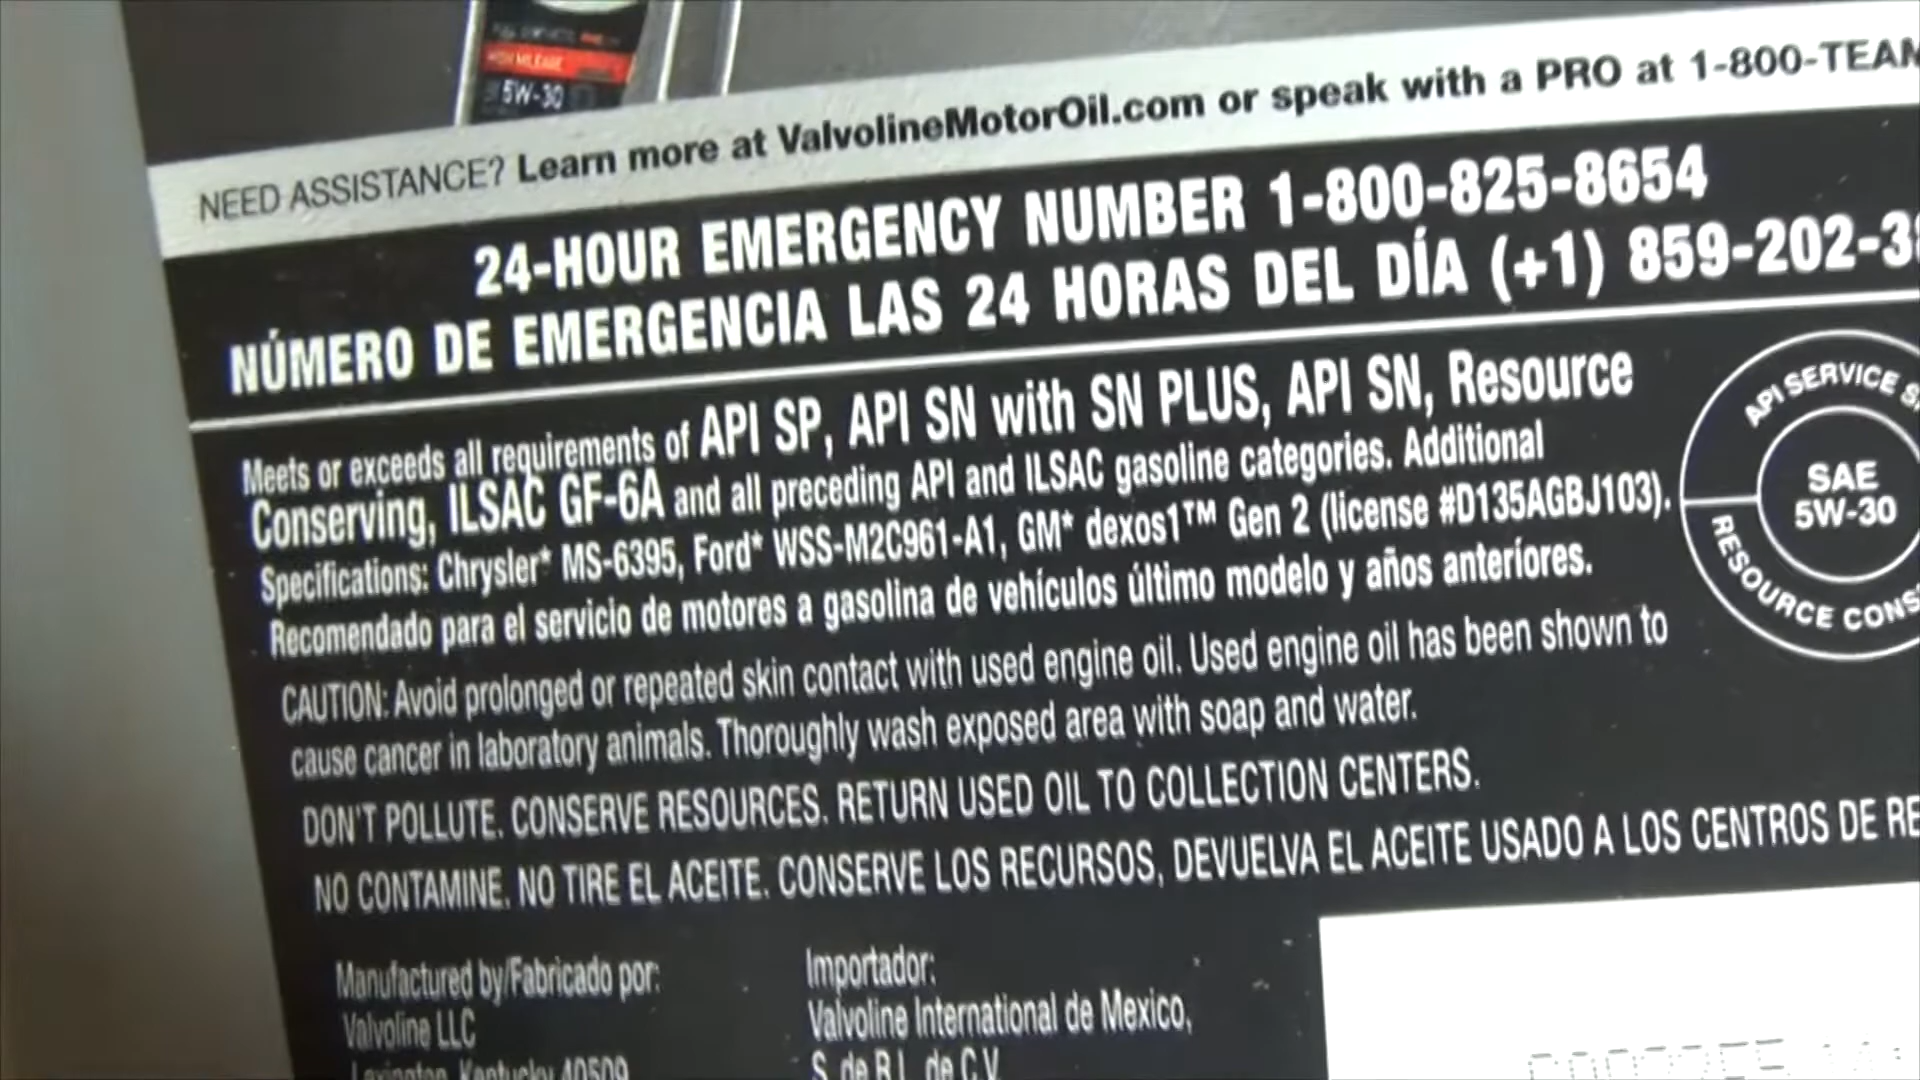 HIGH MILEAGE
5W-30
NEED ASSISTANCE? Learn more at ValvolineMotorOil.com or speak with a PRO at 1-800-TEAM
24-HOUR EMERGENCY NUMBER 1-800-825-8654
NÚMERO DE EMERGENCIA LAS 24 HORAS DEL DÍA (+1) 859-202-38
Meets or exceeds all requirements of API SP, API SN with SN PLUS, API SN, Resource
Conserving, ILSAC GF-6A and all preceding API and ILSAC gasoline categories. Additional
Specifications: Chrysler* MS-6395, Ford* WSS-M2C961-A1, GM* dexos1™ Gen 2 (license #D135AGBJ103).
Recomendado para el servicio de motores a gasolina de vehículos último modelo y años anteríores.
API SERVICE S
SAE
5W-30
RESOURCE CONS
CAUTION: Avoid prolonged or repeated skin contact with used engine oil. Used engine oil has been shown to
cause cancer in laboratory animals. Thoroughly wash exposed area with soap and water.
DON'T POLLUTE. CONSERVE RESOURCES. RETURN USED OIL TO COLLECTION CENTERS.
NO CONTAMINE. NO TIRE EL ACEITE. CONSERVE LOS RECURSOS, DEVUELVA EL ACEITE USADO A LOS CENTROS DE RE
Manufactured by/Fabricado por:
Valvoline LLC
Lexington, Kentucky 40509
Importador:
Valvoline International de Mexico,
S. de R.L. de C.V.